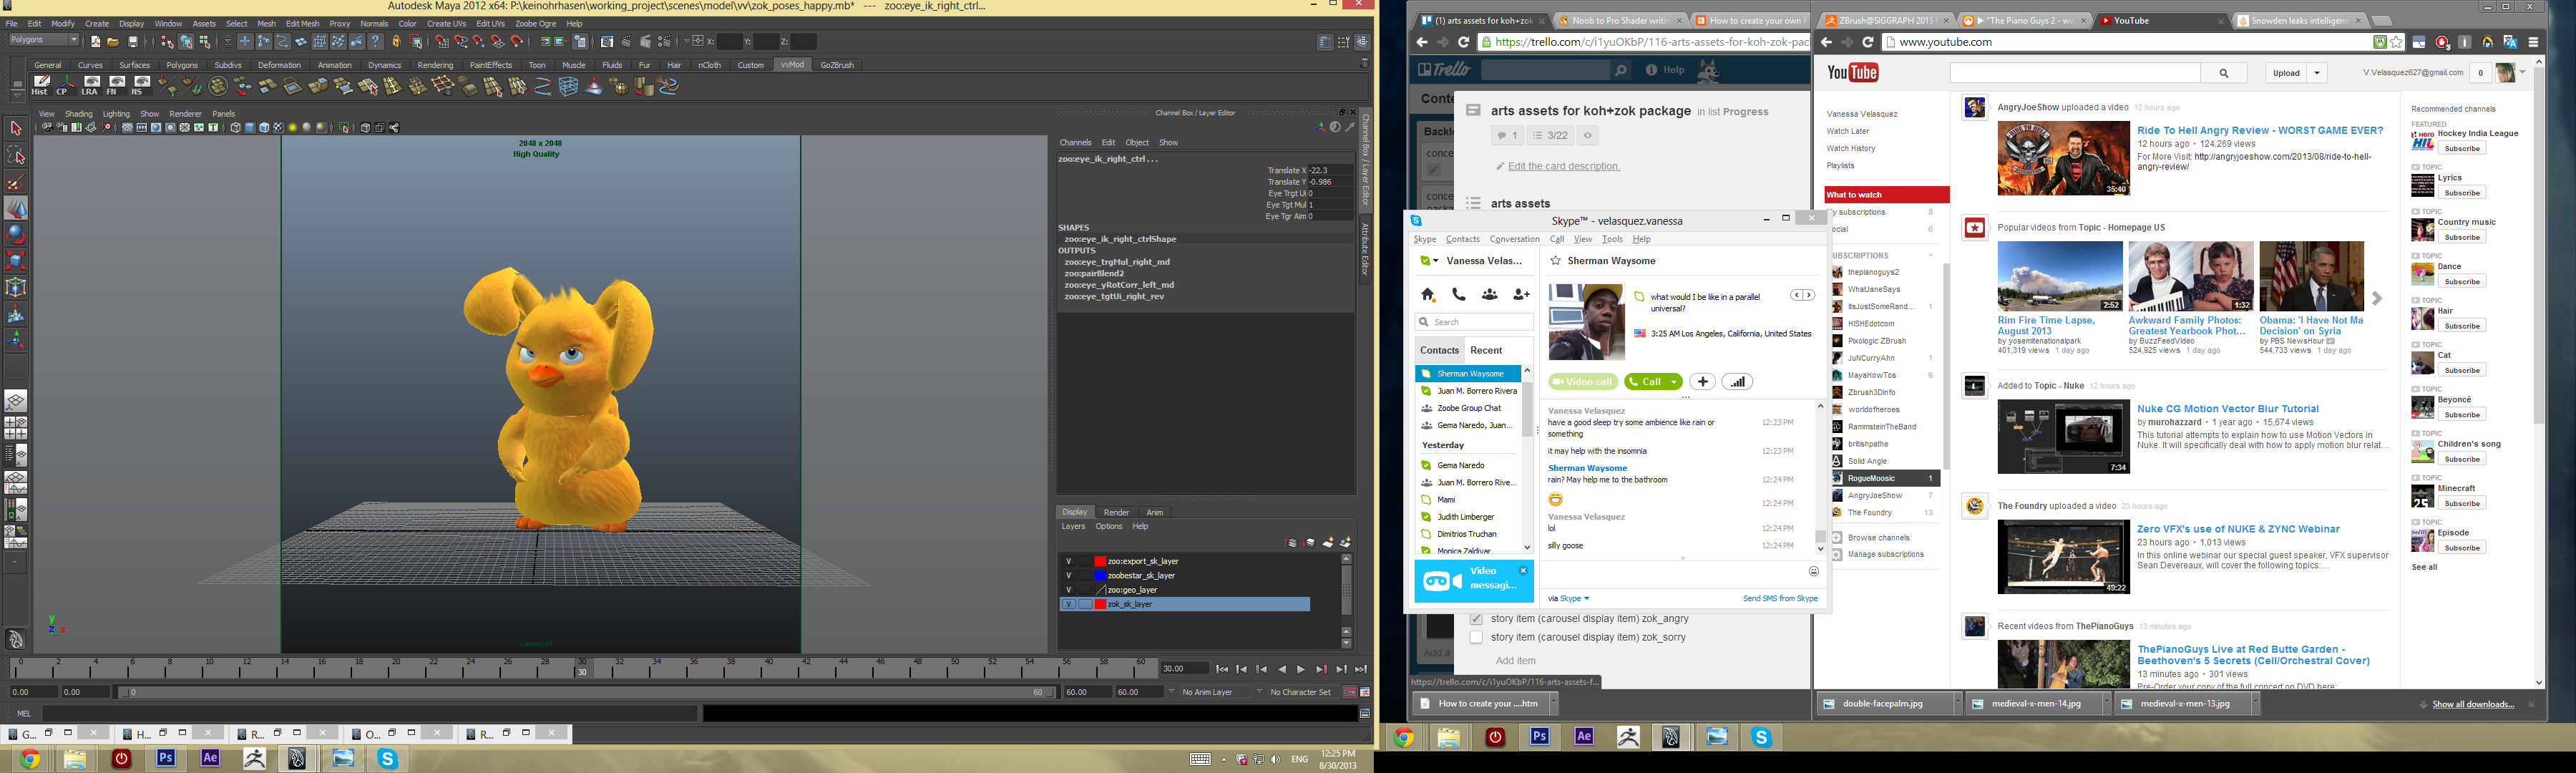 Autodesk Maya 2012 x64: P:\keinohrhasen\working_project\scenes\model\vv\zok_poses_happy.mb* --- zoo:eye_ik_right_ctrl...
File Edit Modify Create Display Window Assets Select Mesh Edit Mesh Proxy Normals Color Create UVs Edit UVs Zoobe Ogre Help
Polygons
X: Y: Z:
General Curves Surfaces Polygons Subdivs Deformation Animation Dynamics Rendering PaintEffects Toon Muscle Fluids Fur Hair nCloth Custom vvMod GoZBrush
Hist CP LRA FN NS
View Shading Lighting Show Renderer Panels
2048 x 2048
High Quality
camera1
Channel Box / Layer Editor
Channels Edit Object Show
zoo:eye_ik_right_ctrl...
Translate X -22.3
Translate Y -0.986
Eye Trgt Ui 0
Eye Tgt Mul 1
Eye Tgr Aim 0
SHAPES
zoo:eye_ik_right_ctrlShape
OUTPUTS
zoo:eye_trgMul_right_md
zoo:pairBlend2
zoo:eye_yRotCorr_left_md
zoo:eye_tgtUi_right_rev
Channel Box / Layer Editor
Attribute Editor
Display Render Anim
Layers Options Help
V zoo:export_sk_layer
V zoobestar_sk_layer
V zoo:geo_layer
V zok_sk_layer
0 2 4 6 8 10 12 14 16 18 20 22 24 26 28 30 32 34 36 38 40 42 44 46 48 50 52 54 56 58 60
30
30.00
0.00 0.00 0 60 60.00 60.00 No Anim Layer No Character Set
MEL
G... H... R... O... R...
ENG 12:25 PM
8/30/2013
(1) arts assets for koh+zok
Noob to Pro Shader writin
How to create your own F
https://trello.com/c/i1yuOKbP/116-arts-assets-for-koh-zok-pac
Trello Help
arts assets for koh+zok package in list Progress
1 3/22
Edit the card description.
arts assets
story item (carousel display item) zok_angry
story item (carousel display item) zok_sorry
Add item
https://trello.com/c/i1yuOKbP/116-arts-assets-f...
How to create your ....htm
Skype™ - velasquez.vanessa
Skype Contacts Conversation Call View Tools Help
Vanessa Velas...
Search
Contacts Recent
Sherman Waysome
Juan M. Borrero Rivera
Zoobe Group Chat
Gema Naredo, Juan...
Yesterday
Gema Naredo
Juan M. Borrero Rive...
Mami
Judith Limberger
Dimitrios Truchan
Monica Zaldivar
Video
messagi...
Sherman Waysome
what would I be like in a parallel
universal?
3:25 AM Los Angeles, California, United States
Video call Call
Vanessa Velasquez
have a good sleep try some ambience like rain or 12:23 PM
something
it may help with the insomnia 12:23 PM
Sherman Waysome
rain? May help me to the bathroom 12:24 PM
12:24 PM
Vanessa Velasquez
lol 12:24 PM
silly goose 12:24 PM
via Skype Send SMS from Skype
ZBrush@SIGGRAPH 2013
"The Piano Guys 2 - ww
YouTube
Snowden leaks intelligenc
www.youtube.com
YouTube Upload V.Velasquez627@gmail.com 0
Vanessa Velasquez
Watch Later
Watch History
Playlists
What to watch
My subscriptions 8
Social 6
SUBSCRIPTIONS
thepianoguys2
WhatJaneSays
ItsJustSomeRand... 1
HISHEdotcom
Pixologic ZBrush
JuNCurryAhn 1
MayaHowTos 6
Zbrush3Dinfo
worldofheroes
RammsteinTheBand
britishpathe
Solid Angle
RogueMoosic 1
AngryJoeShow 7
The Foundry 13
Browse channels
Manage subscriptions
AngryJoeShow uploaded a video 12 hours ago
35:40
Ride To Hell Angry Review - WORST GAME EVER?
12 hours ago • 124,269 views
For More Visit: http://angryjoeshow.com/2013/08/ride-to-hell-
angry-review/
Popular videos from Topic - Homepage US
2:52 1:32
Rim Fire Time Lapse,
August 2013
by yosemitenationalpark
401,319 views 1 day ago
Awkward Family Photos:
Greatest Yearbook Phot...
by BuzzFeedVideo
524,925 views 1 day ago
Obama: 'I Have Not Ma
Decision' on Syria
by PBS NewsHour
544,733 views 1 day ago
Added to Topic - Nuke 12 hours ago
7:34
Nuke CG Motion Vector Blur Tutorial
by murohazzard • 1 year ago • 15,674 views
This tutorial attempts to explain how to use Motion Vectors in
Nuke. It will specifically deal with how to apply motion blur relat...
The Foundry uploaded a video 23 hours ago
49:22
Zero VFX's use of NUKE & ZYNC Webinar
23 hours ago • 1,013 views
In this online webinar our special guest speaker, VFX supervisor
Sean Devereaux, will cover the following topics:...
Recent videos from ThePianoGuys 13 minutes ago
ThePianoGuys Live at Red Butte Garden -
Beethoven's 5 Secrets (Cell/Orchestral Cover)
13 minutes ago • 301 views
Pre-Order your copy of the full concert on DVD here:
Recommended channels
FEATURED
Hockey India League
Subscribe
TOPIC
Lyrics
Subscribe
TOPIC
Country music
Subscribe
TOPIC
Dance
Subscribe
TOPIC
Hair
Subscribe
TOPIC
Cat
Subscribe
TOPIC
Beyoncé
Subscribe
TOPIC
Children's song
Subscribe
TOPIC
Minecraft
Subscribe
TOPIC
Episode
Subscribe
See all
double-facepalm.jpg medieval-x-men-14.jpg medieval-x-men-13.jpg Show all downloads...